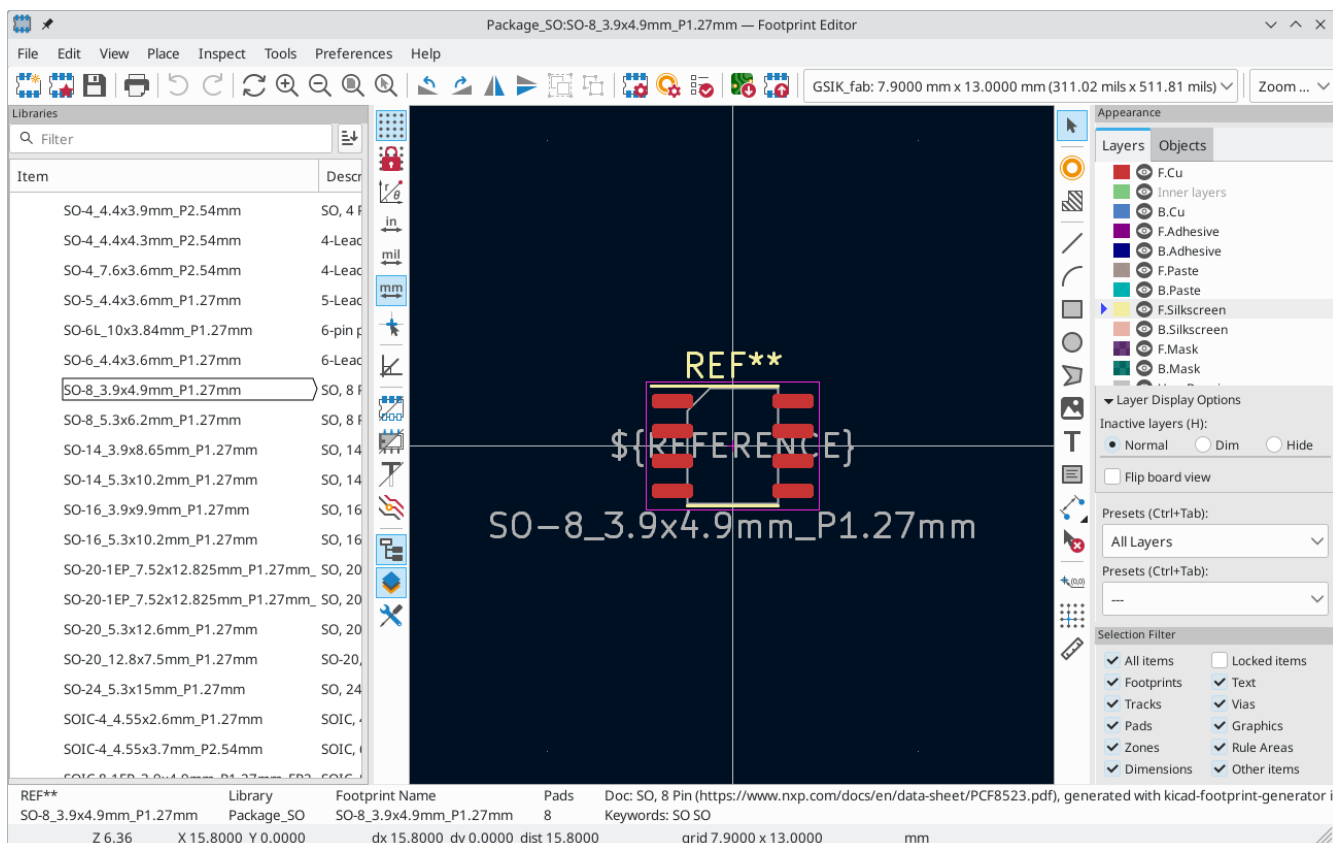 Package_SO:SO-8_3.9x4.9mm_P1.27mm — Footprint Editor
File Edit View Place Inspect Tools Preferences Help
GSIK_fab: 7.9000 mm x 13.0000 mm (311.02 mils x 511.81 mils)
Zoom ...
Libraries
Filter
Item Descr
SO-4_4.4x3.9mm_P2.54mm SO, 4 P
SO-4_4.4x4.3mm_P2.54mm 4-Leac
SO-4_7.6x3.6mm_P2.54mm 4-Leac
SO-5_4.4x3.6mm_P1.27mm 5-Leac
SO-6L_10x3.84mm_P1.27mm 6-pin p
SO-6_4.4x3.6mm_P1.27mm 6-Leac
SO-8_3.9x4.9mm_P1.27mm SO, 8 P
SO-8_5.3x6.2mm_P1.27mm SO, 8 P
SO-14_3.9x8.65mm_P1.27mm SO, 14
SO-14_5.3x10.2mm_P1.27mm SO, 14
SO-16_3.9x9.9mm_P1.27mm SO, 16
SO-16_5.3x10.2mm_P1.27mm SO, 16
SO-20-1EP_7.52x12.825mm_P1.27mm_ SO, 20
SO-20-1EP_7.52x12.825mm_P1.27mm_ SO, 20
SO-20_5.3x12.6mm_P1.27mm SO, 20
SO-20_12.8x7.5mm_P1.27mm SO-20,
SO-24_5.3x15mm_P1.27mm SO, 24
SOIC-4_4.55x2.6mm_P1.27mm SOIC, 4
SOIC-4_4.55x3.7mm_P2.54mm SOIC, 6
r
θ
in
mil
mm
REF**
${REFERENCE}
SO-8_3.9x4.9mm_P1.27mm
T
(0,0)
Appearance
Layers Objects
F.Cu
Inner layers
B.Cu
F.Adhesive
B.Adhesive
F.Paste
B.Paste
F.Silkscreen
B.Silkscreen
F.Mask
B.Mask
Layer Display Options
Inactive layers (H):
Normal Dim Hide
Flip board view
Presets (Ctrl+Tab):
All Layers
Presets (Ctrl+Tab):
---
Selection Filter
All items Locked items
Footprints Text
Tracks Vias
Pads Graphics
Zones Rule Areas
Dimensions Other items
REF** Library Footprint Name Pads Doc: SO, 8 Pin (https://www.nxp.com/docs/en/data-sheet/PCF8523.pdf), generated with kicad-footprint-generator i
SO-8_3.9x4.9mm_P1.27mm Package_SO SO-8_3.9x4.9mm_P1.27mm 8 Keywords: SO SO
Z 6.36 X 15.8000 Y 0.0000 dx 15.8000 dy 0.0000 dist 15.8000 grid 7.9000 x 13.0000 mm